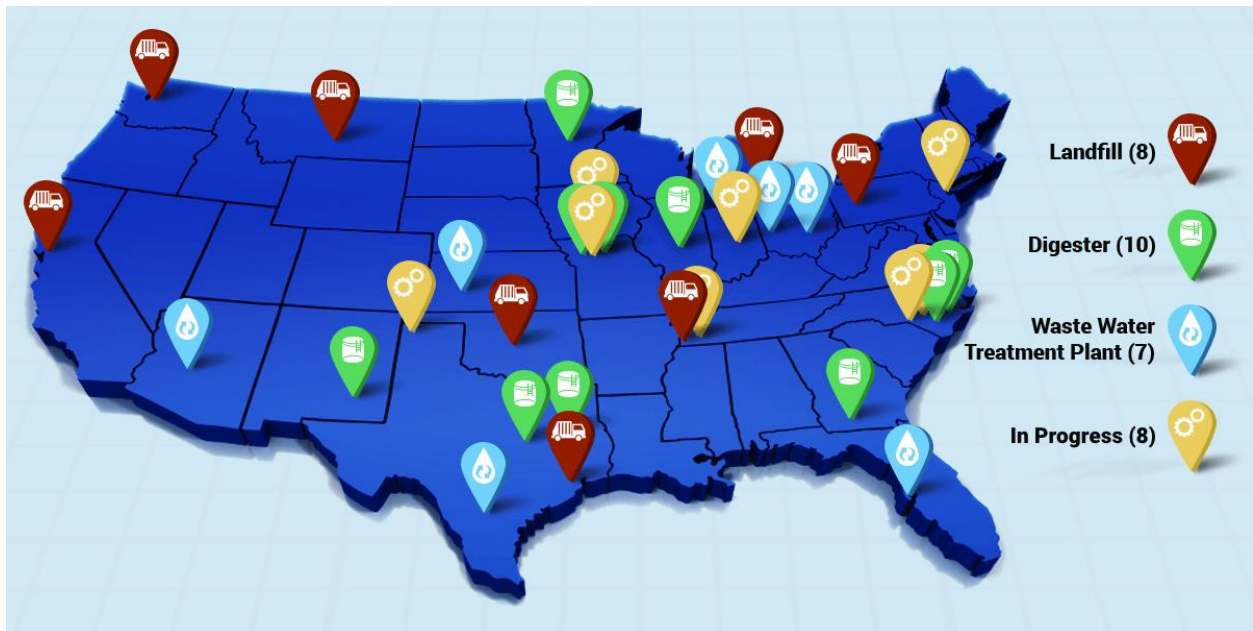 Landfill (8)
Digester (10)
Waste Water
Treatment Plant (7)
In Progress (8)